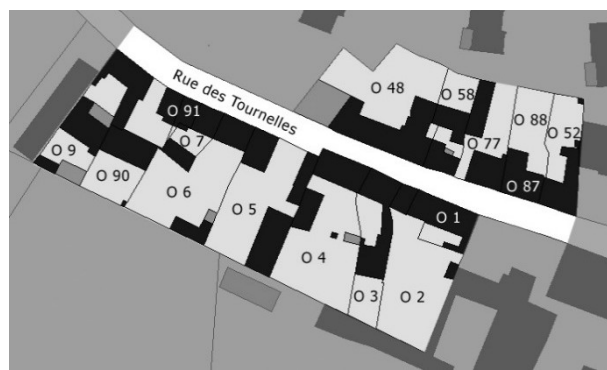 Rue des Tournelles
O 48
O 58
O 77
O 88
O 52
O 87
O 91
O 7
O 9
O 90
O 6
O 5
O 4
O 3
O 2
O 1